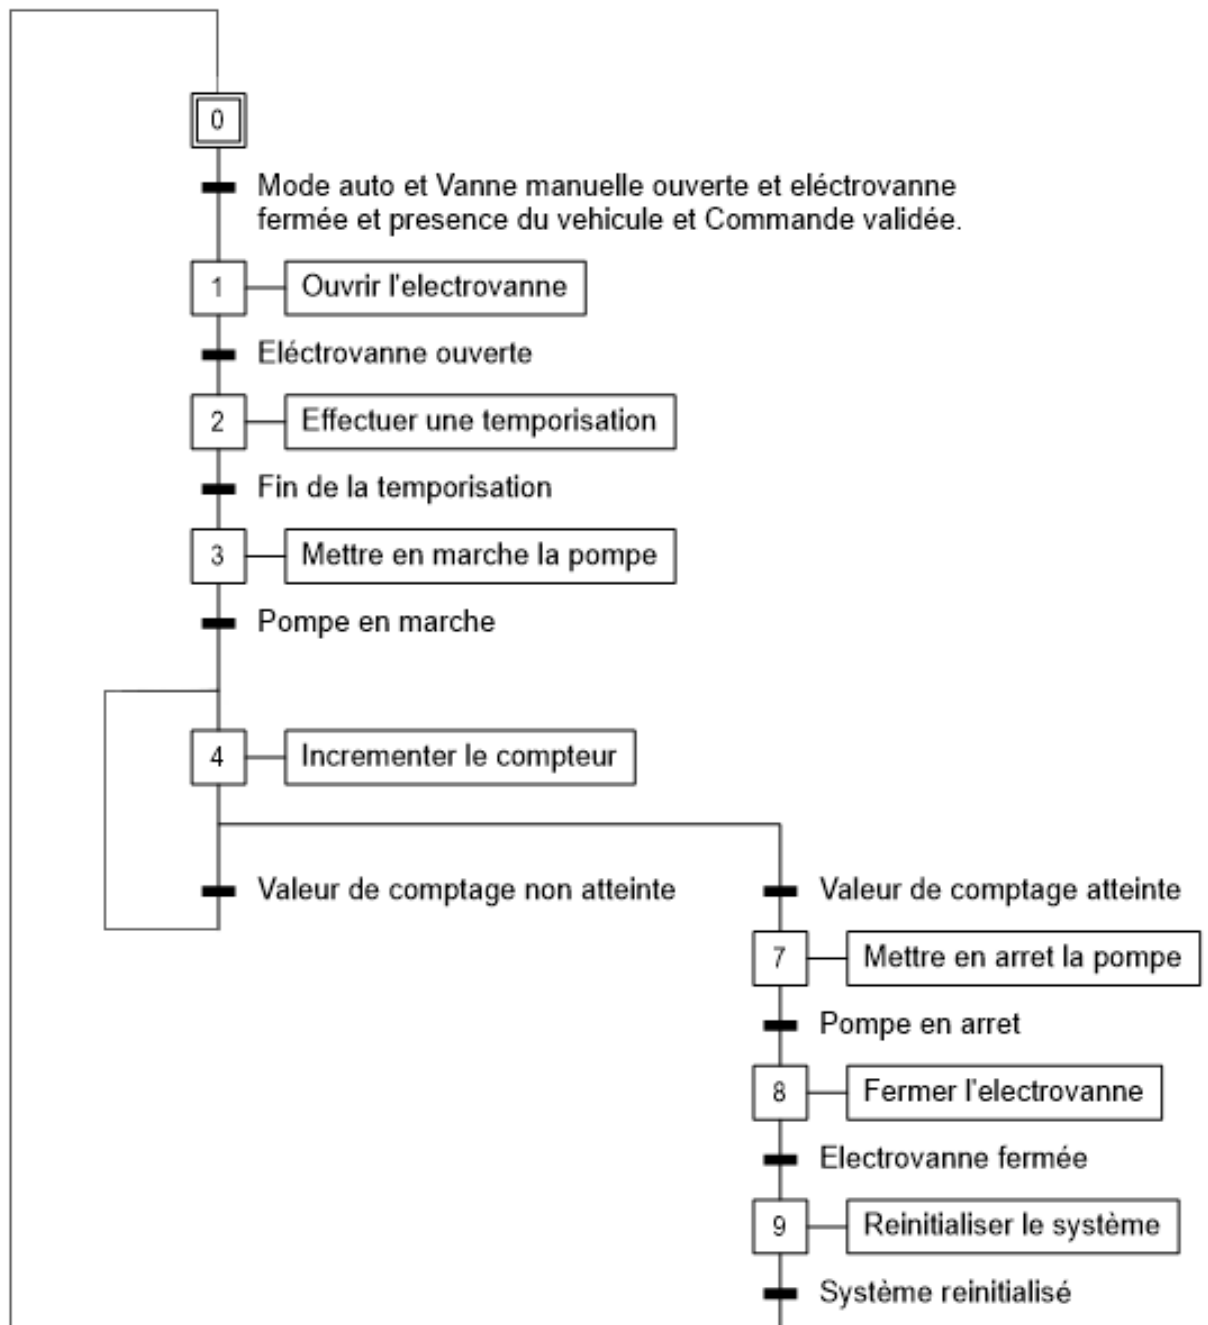 0
Mode auto et Vanne manuelle ouverte et eléctrovanne
fermée et presence du vehicule et Commande validée.
1
Ouvrir l'electrovanne
Eléctrovanne ouverte
2
Effectuer une temporisation
Fin de la temporisation
3
Mettre en marche la pompe
Pompe en marche
4
Incrementer le compteur
Valeur de comptage non atteinte
Valeur de comptage atteinte
7
Mettre en arret la pompe
Pompe en arret
8
Fermer l'electrovanne
Electrovanne fermée
9
Reinitialiser le système
Système reinitialisé